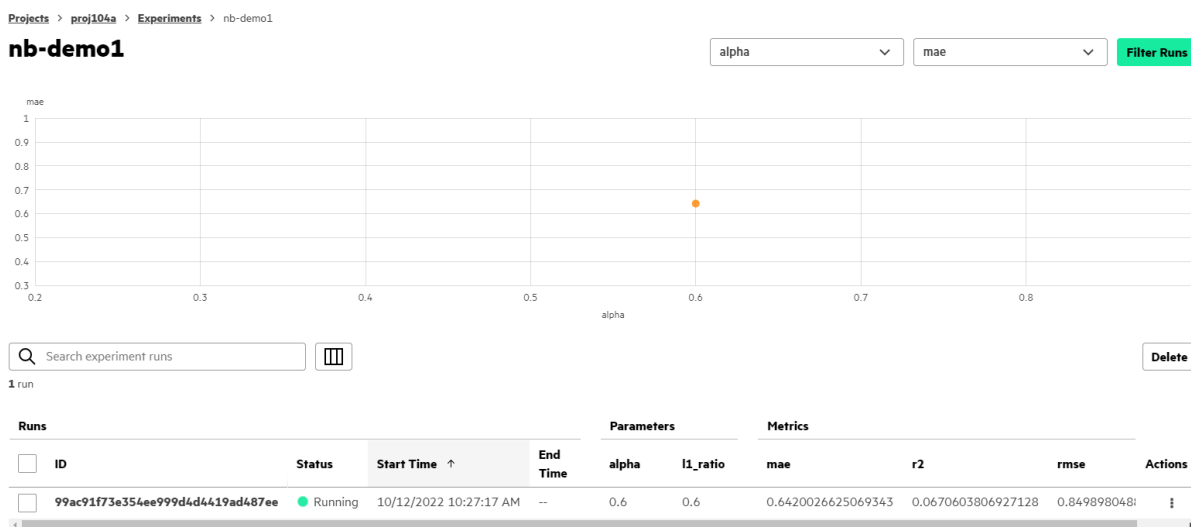 Projects > proj104a > Experiments > nb-demo1
nb-demo1
alpha
mae
Filter Runs
mae
1
0.9
0.8
0.7
0.6
0.5
0.4
0.3
0.2 0.3 0.4 0.5 0.6 0.7 0.8
alpha
Search experiment runs
Delete
1 run
Runs Parameters Metrics
ID Status Start Time ↑ End Time alpha l1_ratio mae r2 rmse Actions
99ac91f73e354ee999d4d4419ad487ee Running 10/12/2022 10:27:17 AM -- 0.6 0.6 0.6420026625069343 0.0670603806927128